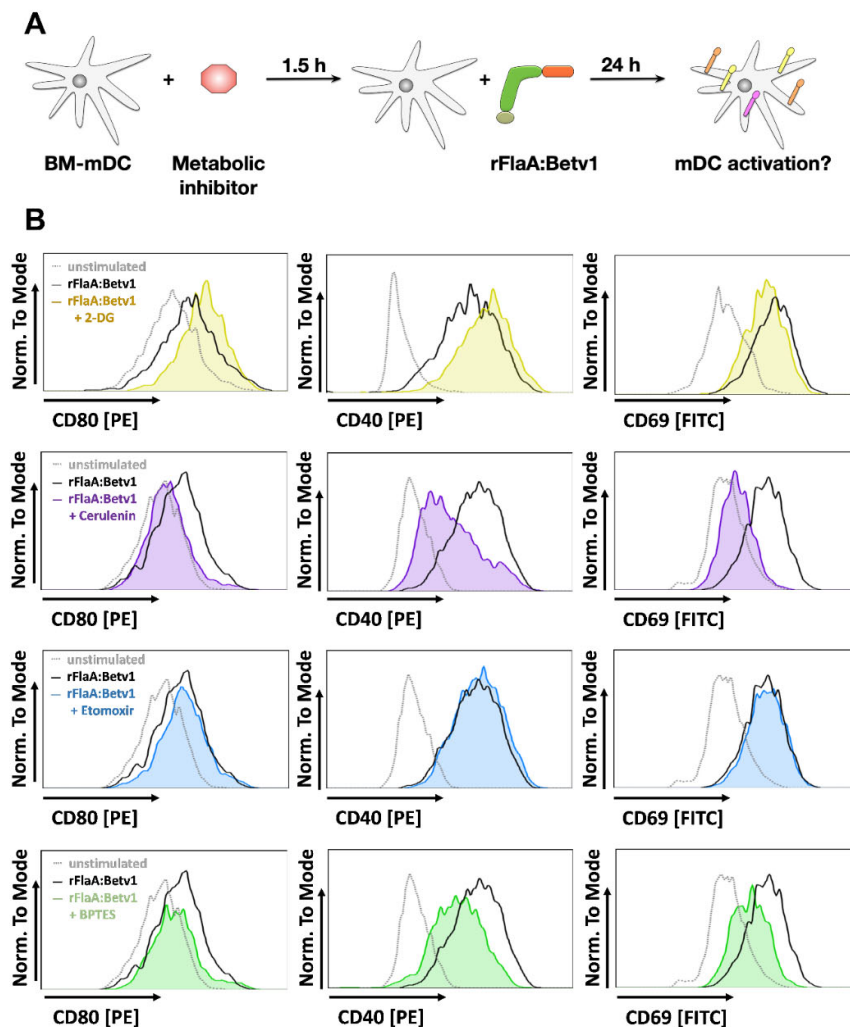 A
1.5 h
24 h
+
+
BM-mDC
Metabolic
inhibitor
rFlaA:Betv1
mDC activation?
B
Norm. To Mode
unstimulated
rFlaA:Betv1
rFlaA:Betv1
+ 2-DG
CD80 [PE]
Norm. To Mode
CD40 [PE]
Norm. To Mode
CD69 [FITC]
Norm. To Mode
unstimulated
rFlaA:Betv1
rFlaA:Betv1
+ Cerulenin
CD80 [PE]
Norm. To Mode
CD40 [PE]
Norm. To Mode
CD69 [FITC]
Norm. To Mode
unstimulated
rFlaA:Betv1
rFlaA:Betv1
+ Etomoxir
CD80 [PE]
Norm. To Mode
CD40 [PE]
Norm. To Mode
CD69 [FITC]
Norm. To Mode
unstimulated
rFlaA:Betv1
rFlaA:Betv1
+ BPTES
CD80 [PE]
Norm. To Mode
CD40 [PE]
Norm. To Mode
CD69 [FITC]